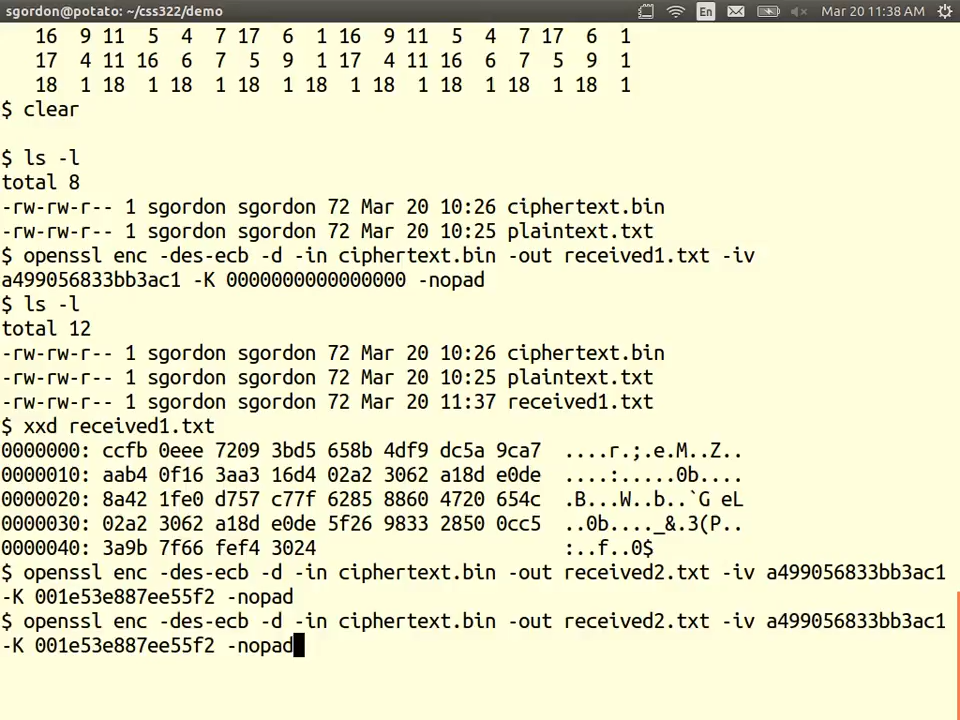 sgordon@potato: ~/css322/demo
En
Mar 20 11:38 AM
16 9 11 5 4 7 17 6 1 16 9 11 5 4 7 17 6 1
17 4 11 16 6 7 5 9 1 17 4 11 16 6 7 5 9 1
18 1 18 1 18 1 18 1 18 1 18 1 18 1 18 1 18 1
$ clear
$ ls -l
total 8
-rw-rw-r-- 1 sgordon sgordon 72 Mar 20 10:26 ciphertext.bin
-rw-rw-r-- 1 sgordon sgordon 72 Mar 20 10:25 plaintext.txt
$ openssl enc -des-ecb -d -in ciphertext.bin -out received1.txt -iv
a499056833bb3ac1 -K 0000000000000000 -nopad
$ ls -l
total 12
-rw-rw-r-- 1 sgordon sgordon 72 Mar 20 10:26 ciphertext.bin
-rw-rw-r-- 1 sgordon sgordon 72 Mar 20 10:25 plaintext.txt
-rw-rw-r-- 1 sgordon sgordon 72 Mar 20 11:37 received1.txt
$ xxd received1.txt
0000000: ccfb 0eee 7209 3bd5 658b 4df9 dc5a 9ca7 ....r.;.e.M..Z..
0000010: aab4 0f16 3aa3 16d4 02a2 3062 a18d e0de ....:.....0b....
0000020: 8a42 1fe0 d757 c77f 6285 8860 4720 654c .B...W..b..`G eL
0000030: 02a2 3062 a18d e0de 5f26 9833 2850 0cc5 ..0b...._&.3(P..
0000040: 3a9b 7f66 fef4 3024 :..f..0$
$ openssl enc -des-ecb -d -in ciphertext.bin -out received2.txt -iv a499056833bb3ac1
-K 001e53e887ee55f2 -nopad
$ openssl enc -des-ecb -d -in ciphertext.bin -out received2.txt -iv a499056833bb3ac1
-K 001e53e887ee55f2 -nopad